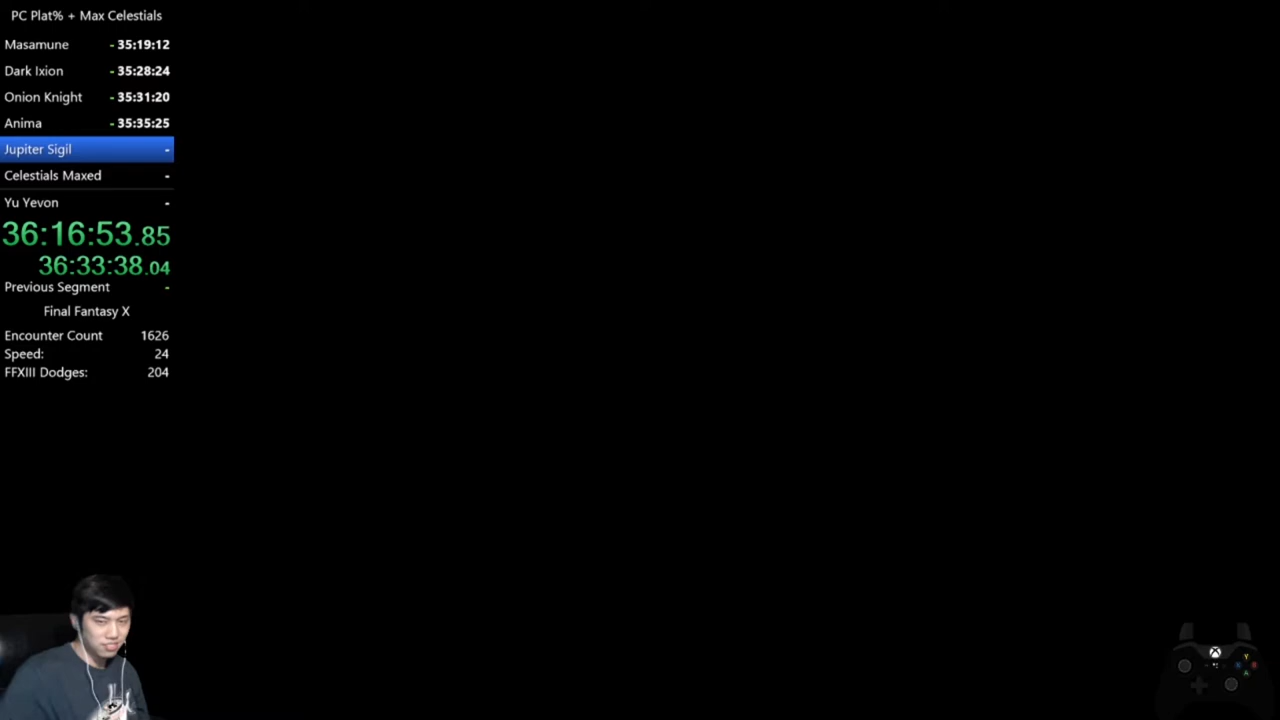 PC Plat% + Max Celestials
Masamune - 35:19:12
Dark Ixion - 35:28:24
Onion Knight - 35:31:20
Anima - 35:35:25
Jupiter Sigil -
Celestials Maxed -
Yu Yevon -
36:16:53.85
36:33:38.04
Previous Segment -
Final Fantasy X
Encounter Count 1626
Speed: 24
FFXIII Dodges: 204